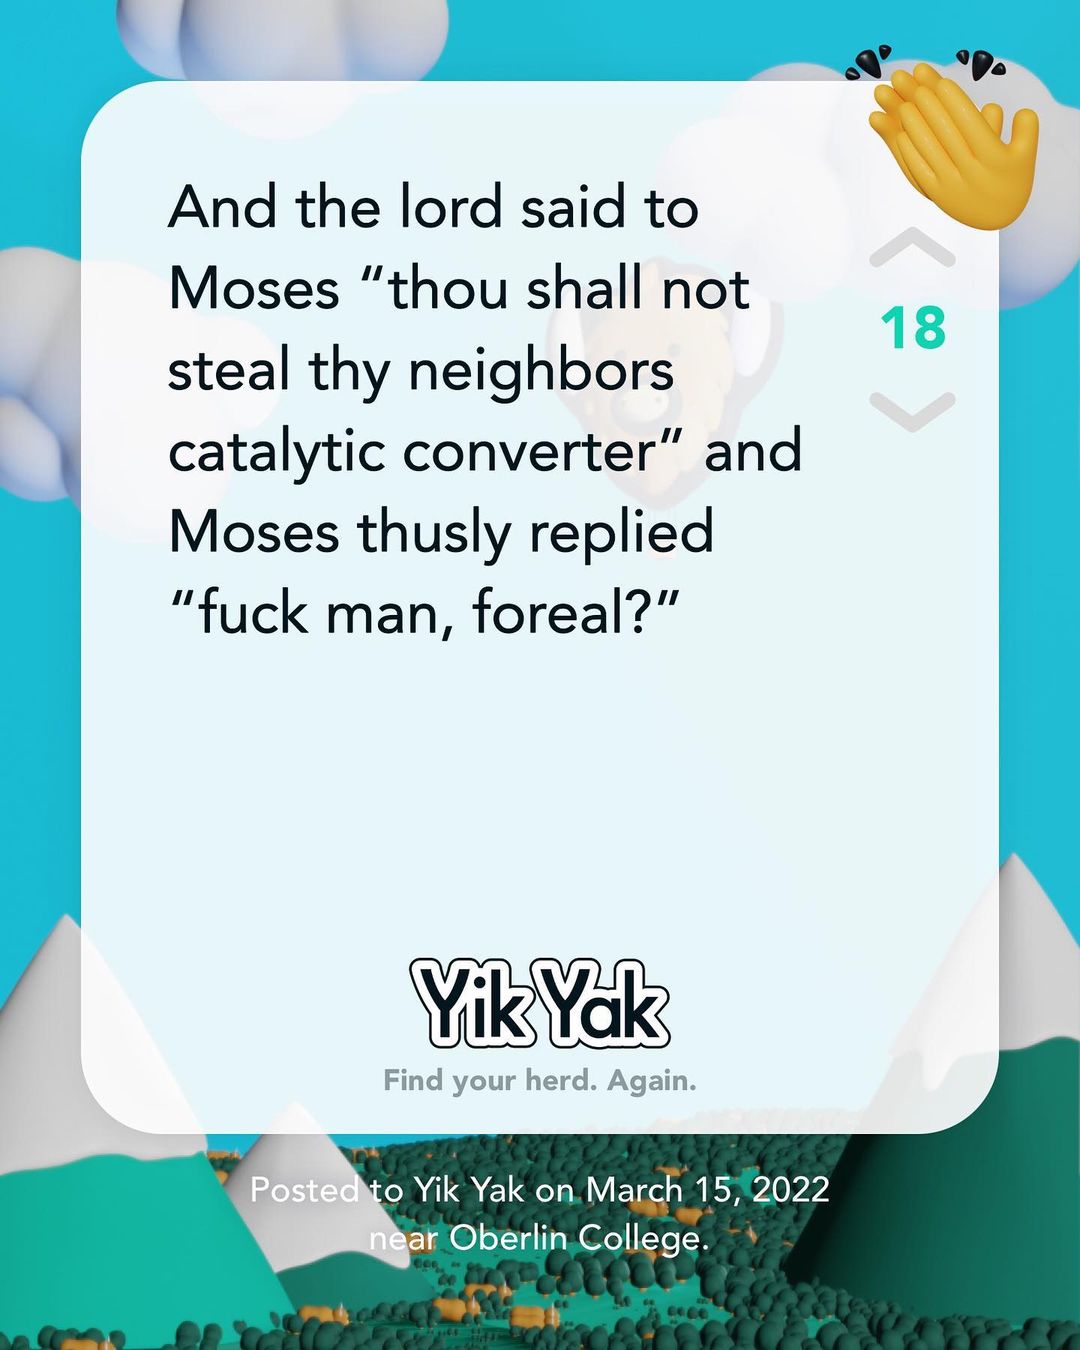 And the lord said to
Moses “thou shall not
steal thy neighbors
catalytic converter” and
Moses thusly replied
“fuck man, foreal?”
18
Yik Yak
Find your herd. Again.
Posted to Yik Yak on March 15, 2022
near Oberlin College.